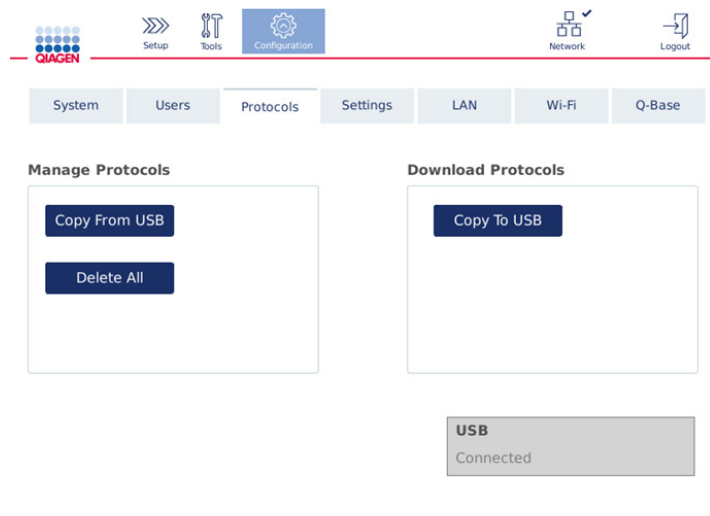 QIAGEN
Setup
Tools
Configuration
Network
Logout
System
Users
Protocols
Settings
LAN
Wi-Fi
Q-Base
Manage Protocols
Download Protocols
Copy From USB
Copy To USB
Delete All
USB
Connected